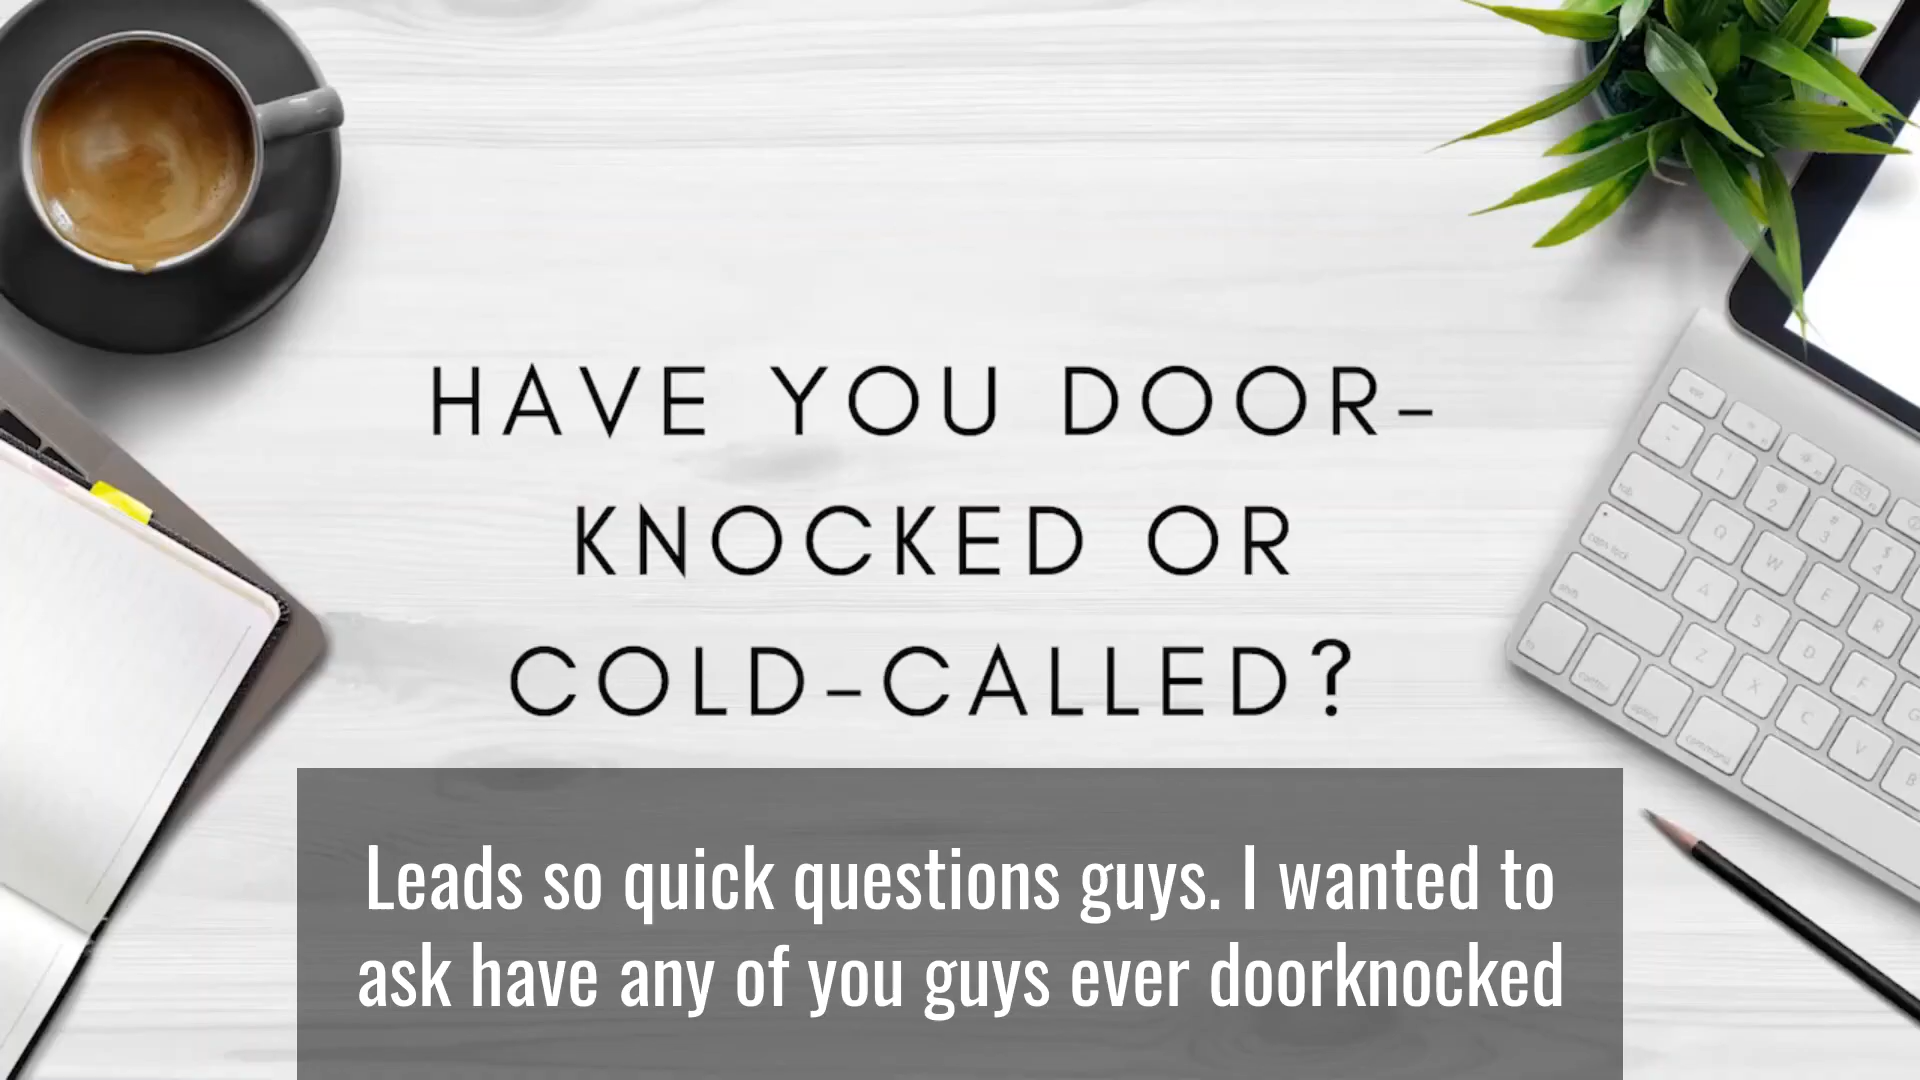 HAVE YOU DOOR-
KNOCKED OR
COLD-CALLED?
Leads so quick questions guys. I wanted to
ask have any of you guys ever doorknocked